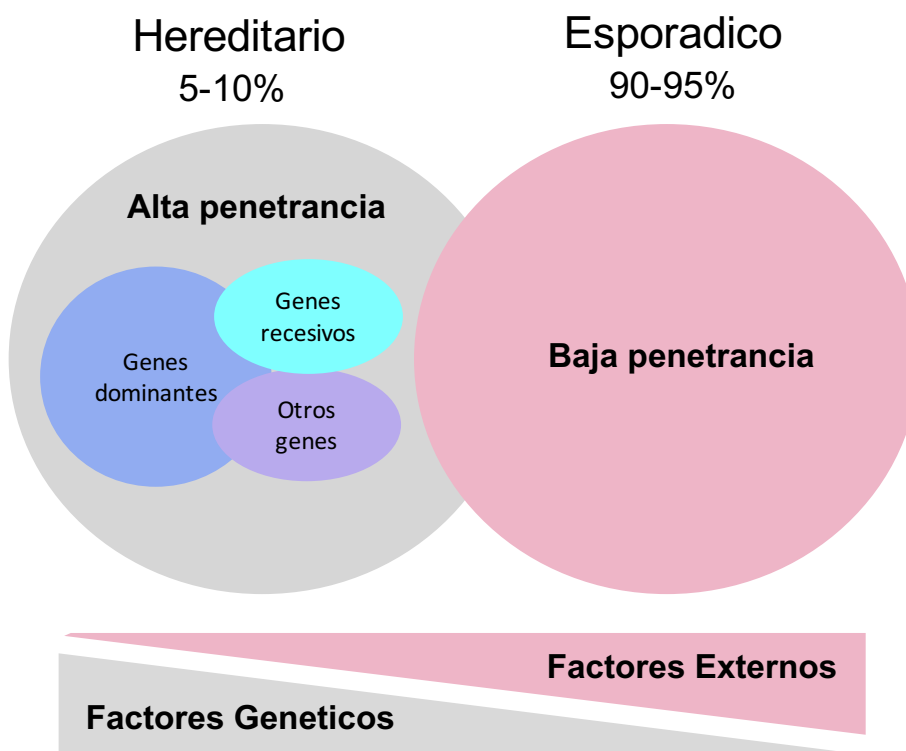 Hereditario
5-10%
Esporadico
90-95%
Alta penetrancia
Genes
recesivos
Genes
dominantes
Otros
genes
Baja penetrancia
Factores Externos
Factores Geneticos